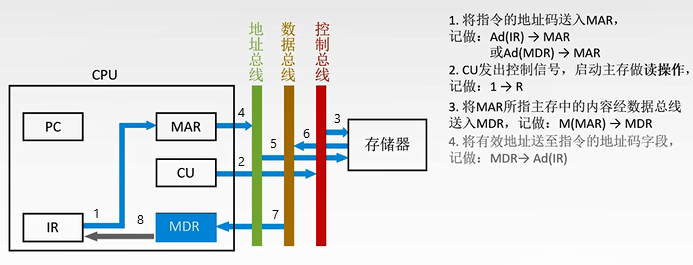 CPU
PC
MAR
CU
IR
MDR
地址总线
数据总线
控制总线
存储器
1
2
3
4
5
6
7
8
1. 将指令的地址码送入MAR，
记做：Ad(IR) → MAR
或Ad(MDR) → MAR
2. CU发出控制信号，启动主存做读操作，
记做：1 → R
3. 将MAR所指主存中的内容经数据总线
送入MDR，记做：M(MAR) → MDR
4. 将有效地址送至指令的地址码字段，
记做：MDR→ Ad(IR)